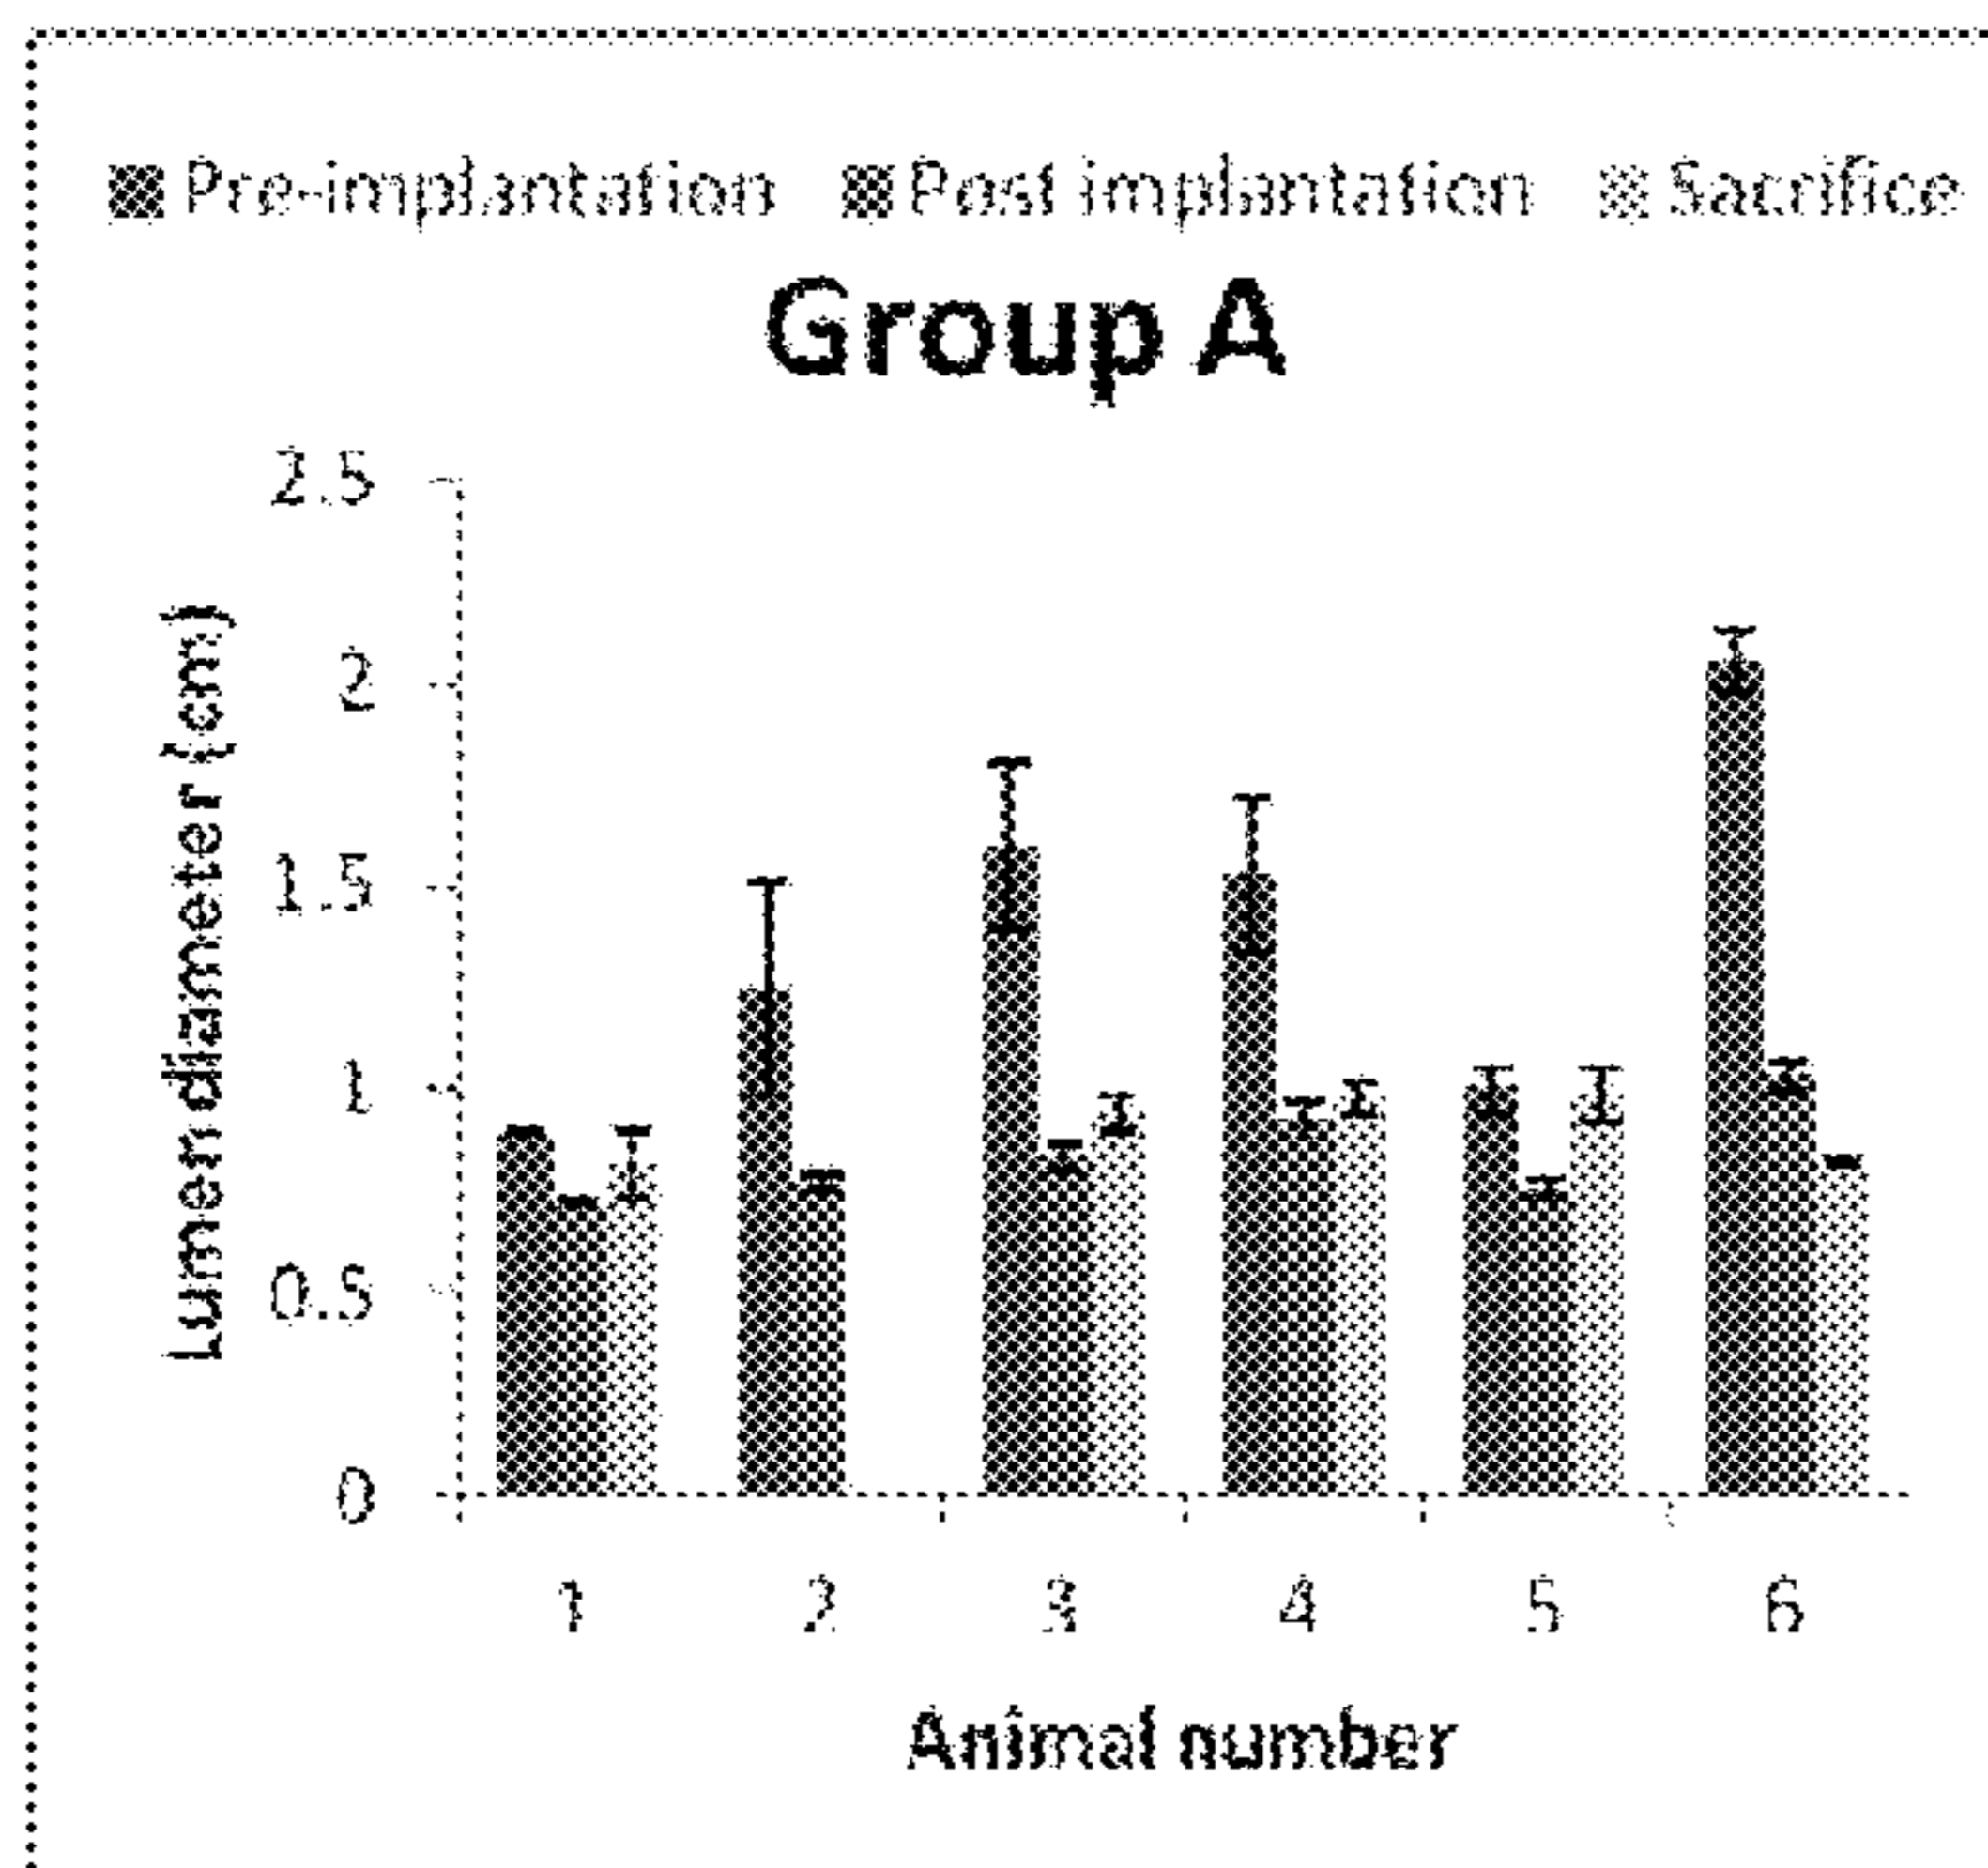 Pre-implantation Post implantation Sacrifice
Group A
Lumen diameter (cm)
2.5
2
1.5
1
0.5
0
1 2 3 4 5 6
Animal number